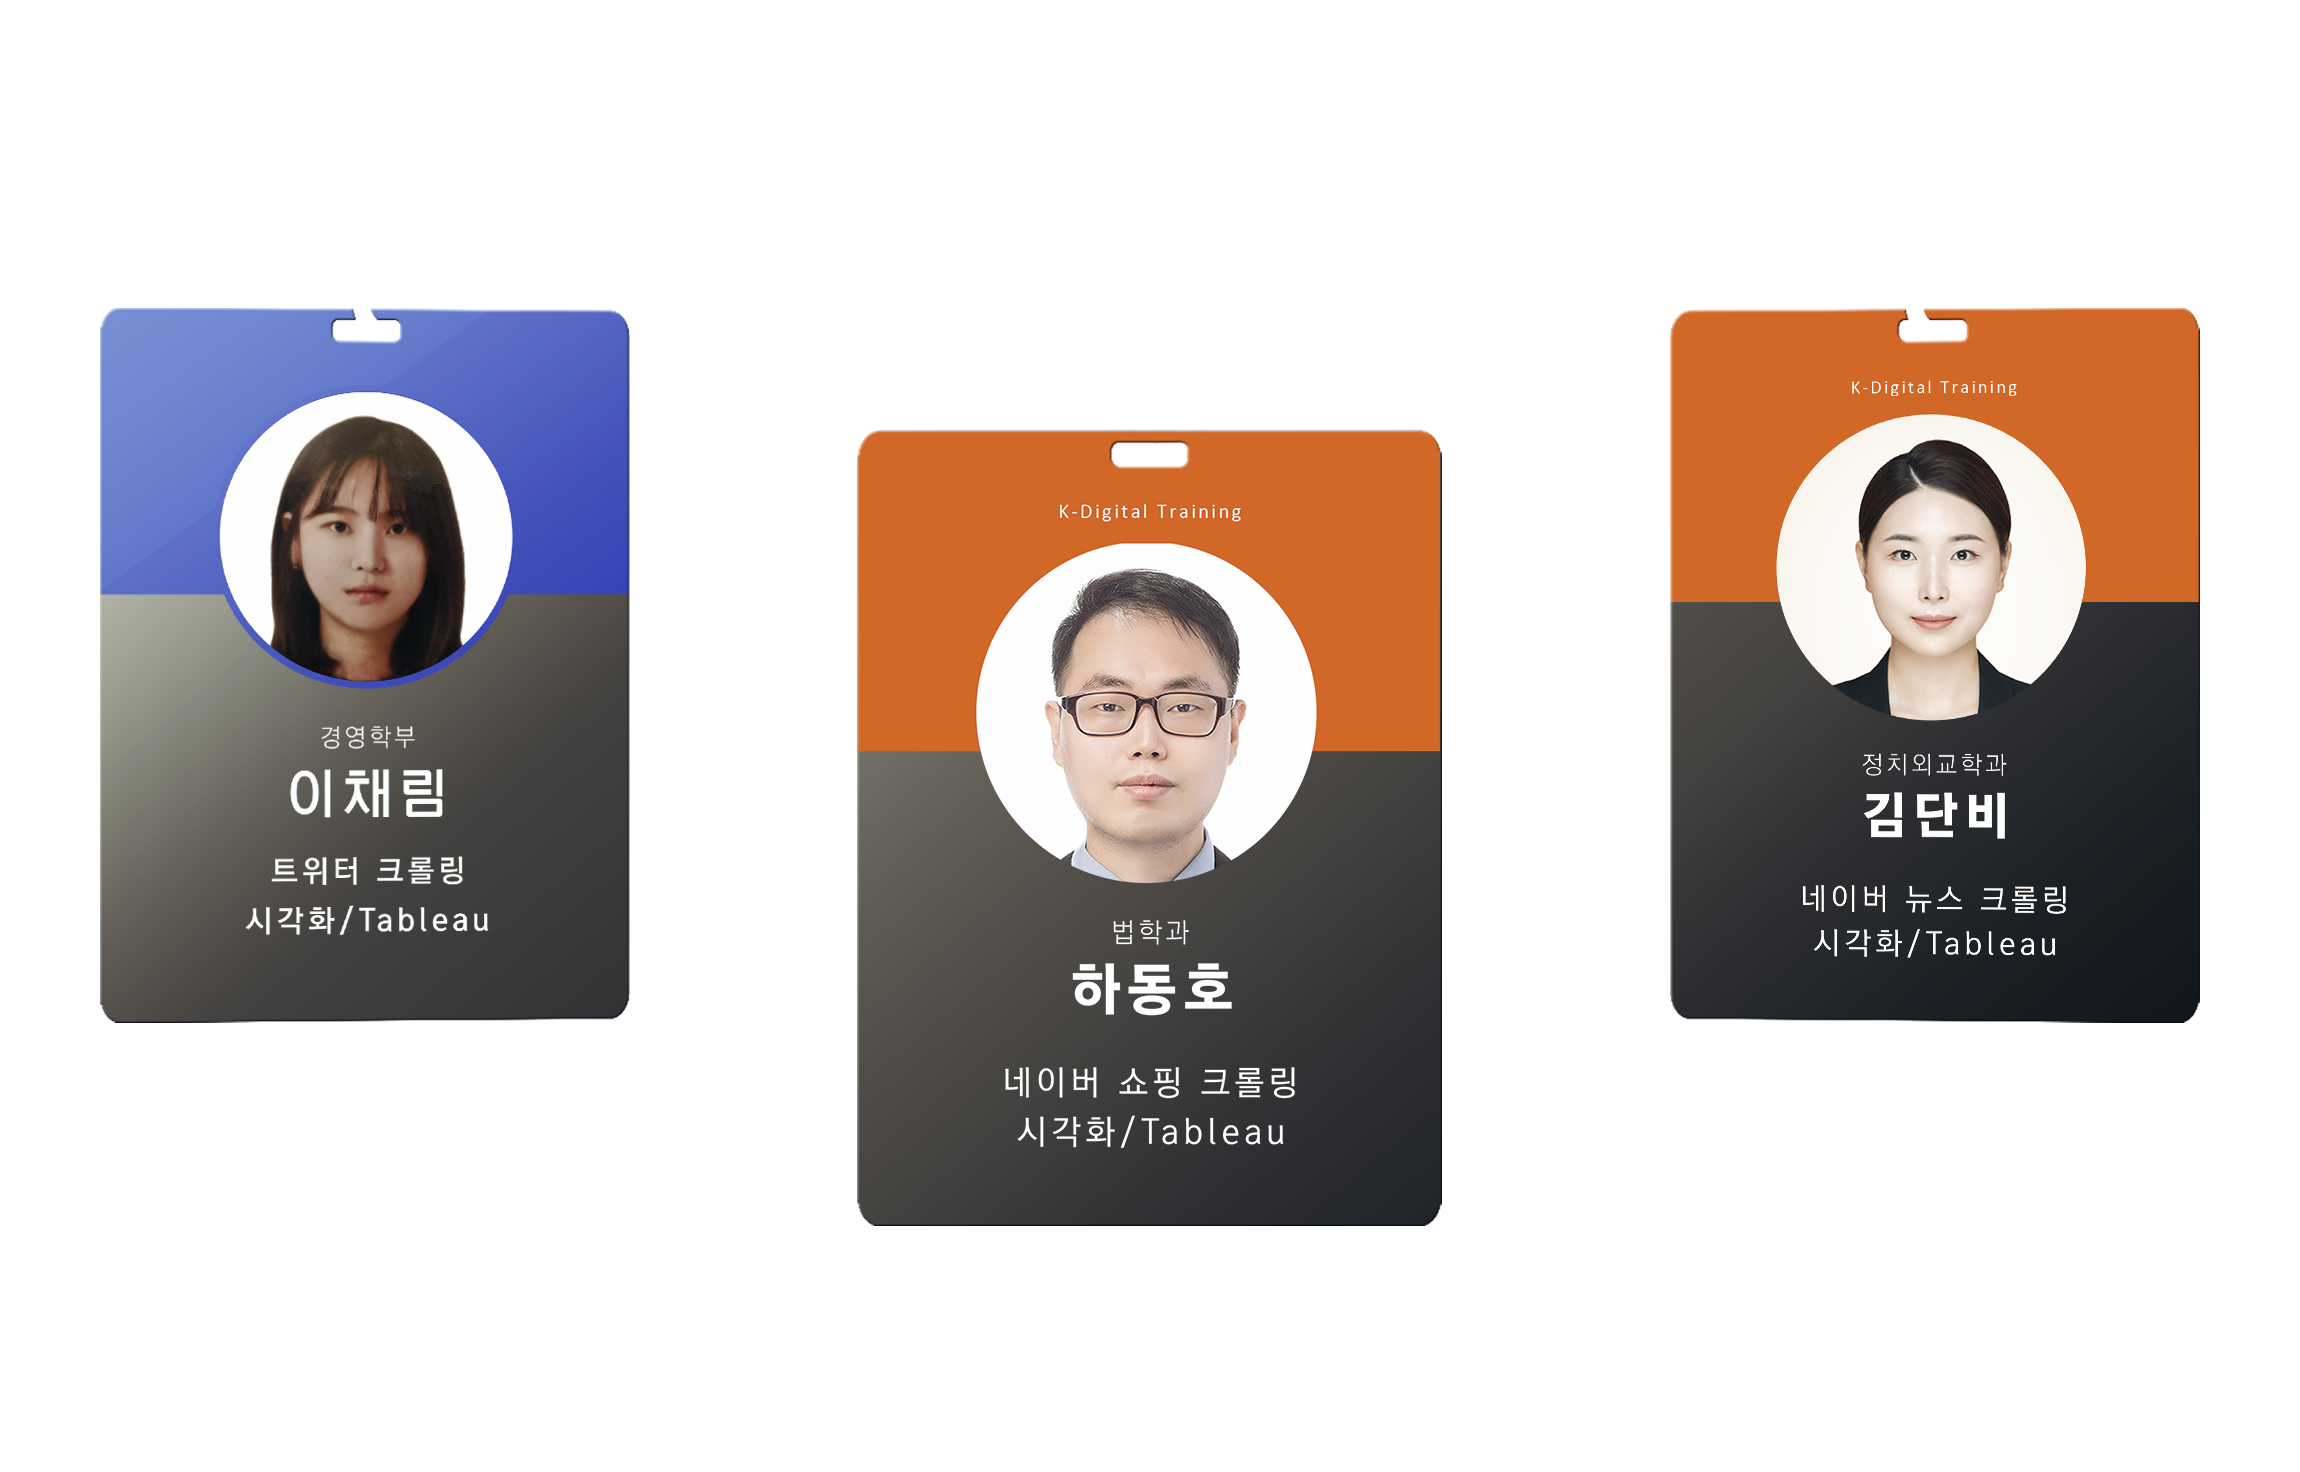 경영학부
이채림
트위터 크롤링
시각화/Tableau
K-Digital Training
법학과
하동호
네이버 쇼핑 크롤링
시각화/Tableau
K-Digital Training
정치외교학과
김단비
네이버 뉴스 크롤링
시각화/Tableau